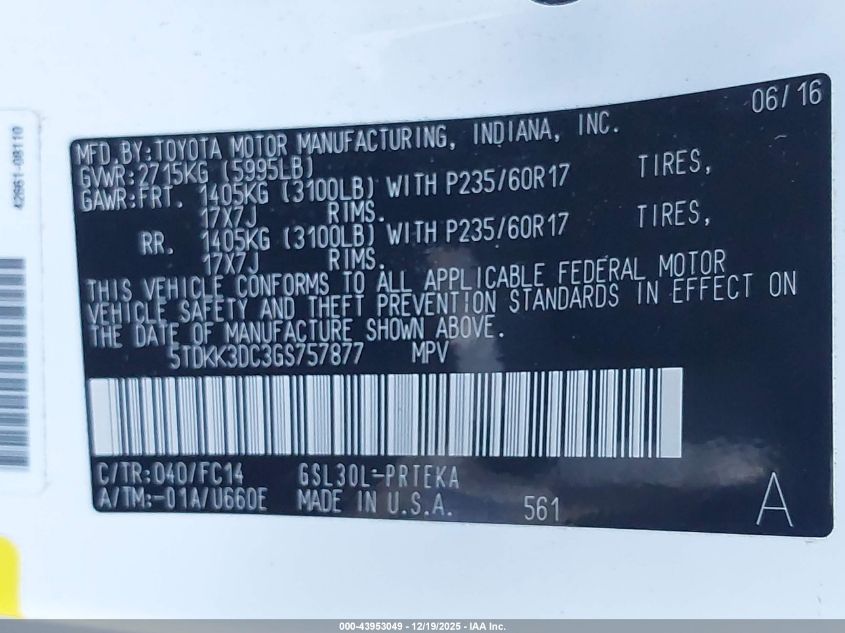 06/16
MFD.BY:TOYOTA MOTOR MANUFACTURING, INDIANA, INC.
GVWR:2715KG (5995LB)
GAWR:FRT. 1405KG (3100LB) WITH P235/60R17 TIRES,
17X7J RIMS.
RR. 1405KG (3100LB) WITH P235/60R17 TIRES,
17X7J RIMS.
THIS VEHICLE CONFORMS TO ALL APPLICABLE FEDERAL MOTOR
VEHICLE SAFETY AND THEFT PREVENTION STANDARDS IN EFFECT ON
THE DATE OF MANUFACTURE SHOWN ABOVE.
5TDKK3DC3GS757877 MPV
C/TR:040/FC14 GSL30L-PRTEKA
A/TM:-01A/U660E MADE IN U.S.A. 561 A
42661-08110
000-43953049 - 12/19/2025 - IAA Inc.